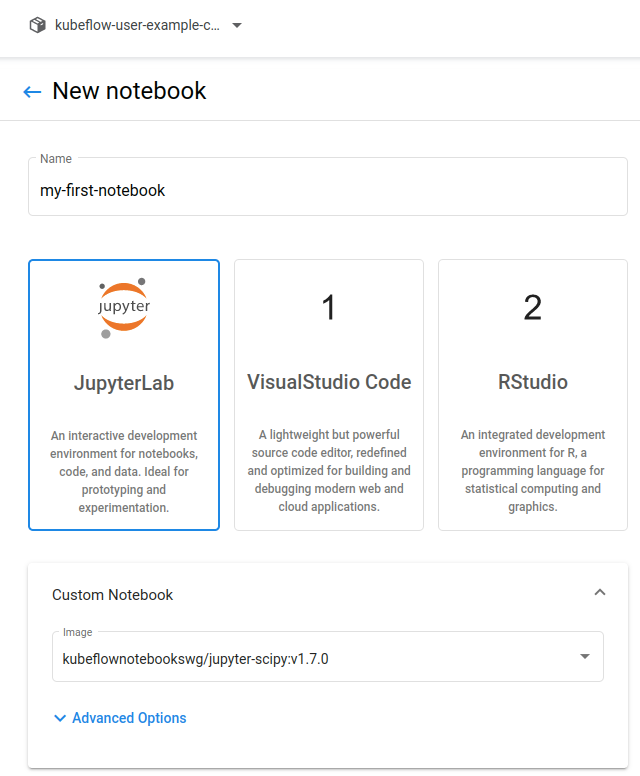 kubeflow-user-example-c...
New notebook
Name
my-first-notebook
jupyter
JupyterLab
An interactive development
environment for notebooks,
code, and data. Ideal for
prototyping and
experimentation.
1
VisualStudio Code
A lightweight but powerful
source code editor, redefined
and optimized for building and
debugging modern web and
cloud applications.
2
RStudio
An integrated development
environment for R, a
programming language for
statistical computing and
graphics.
Custom Notebook
Image
kubeflownotebookswg/jupyter-scipy:v1.7.0
Advanced Options